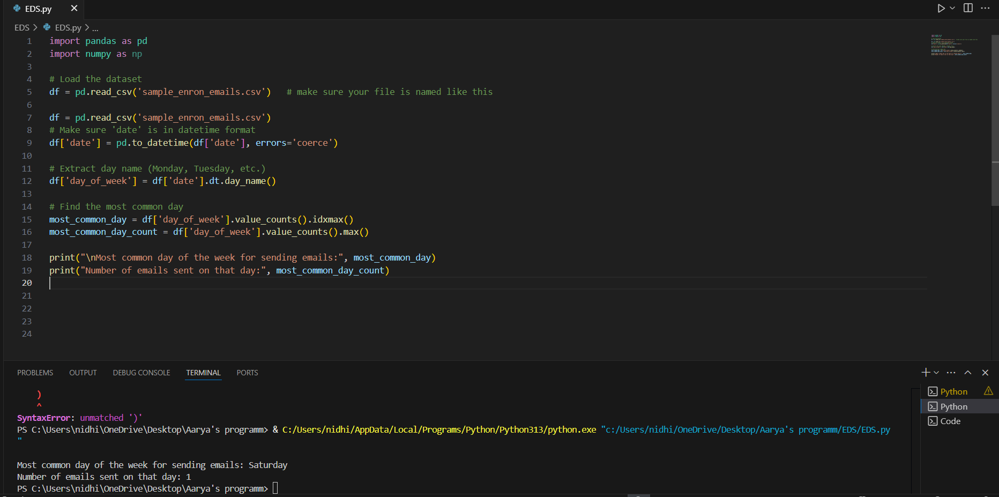 EDS.py
EDS > EDS.py > ...
1 import pandas as pd
2 import numpy as np
3
4 # Load the dataset
5 df = pd.read_csv('sample_enron_emails.csv')   # make sure your file is named like this
6
7 df = pd.read_csv('sample_enron_emails.csv')
8 # Make sure 'date' is in datetime format
9 df['date'] = pd.to_datetime(df['date'], errors='coerce')
10
11 # Extract day name (Monday, Tuesday, etc.)
12 df['day_of_week'] = df['date'].dt.day_name()
13
14 # Find the most common day
15 most_common_day = df['day_of_week'].value_counts().idxmax()
16 most_common_day_count = df['day_of_week'].value_counts().max()
17
18 print("\nMost common day of the week for sending emails:", most_common_day)
19 print("Number of emails sent on that day:", most_common_day_count)
20
21
22
23
24
PROBLEMS OUTPUT DEBUG CONSOLE TERMINAL PORTS
)
^
SyntaxError: unmatched ')'
PS C:\Users\nidhi\OneDrive\Desktop\Aarya's programm> & C:/Users/nidhi/AppData/Local/Programs/Python/Python313/python.exe "c:/Users/nidhi/OneDrive/Desktop/Aarya's programm/EDS/EDS.py
"
Most common day of the week for sending emails: Saturday
Number of emails sent on that day: 1
PS C:\Users\nidhi\OneDrive\Desktop\Aarya's programm>
Python
Python
Code